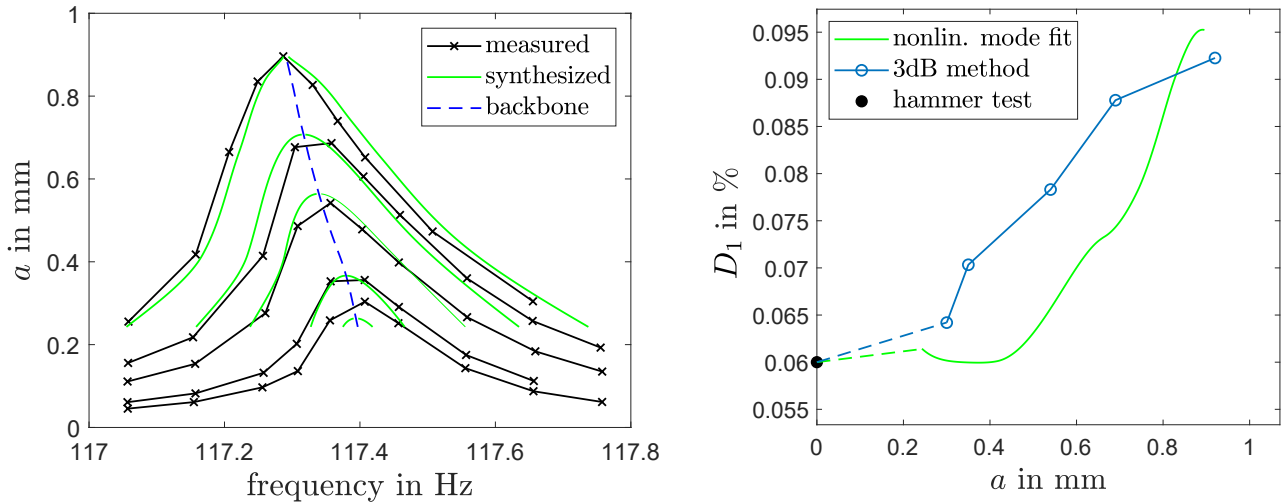 1
0.8
0.6
0.4
0.2
0
a in mm
117
117.2
117.4
117.6
117.8
frequency in Hz
measured
synthesized
backbone
0.095
0.09
0.085
0.08
0.075
0.07
0.065
0.06
0.055
D₁ in %
0
0.2
0.4
0.6
0.8
1
a in mm
nonlin. mode fit
3dB method
hammer test